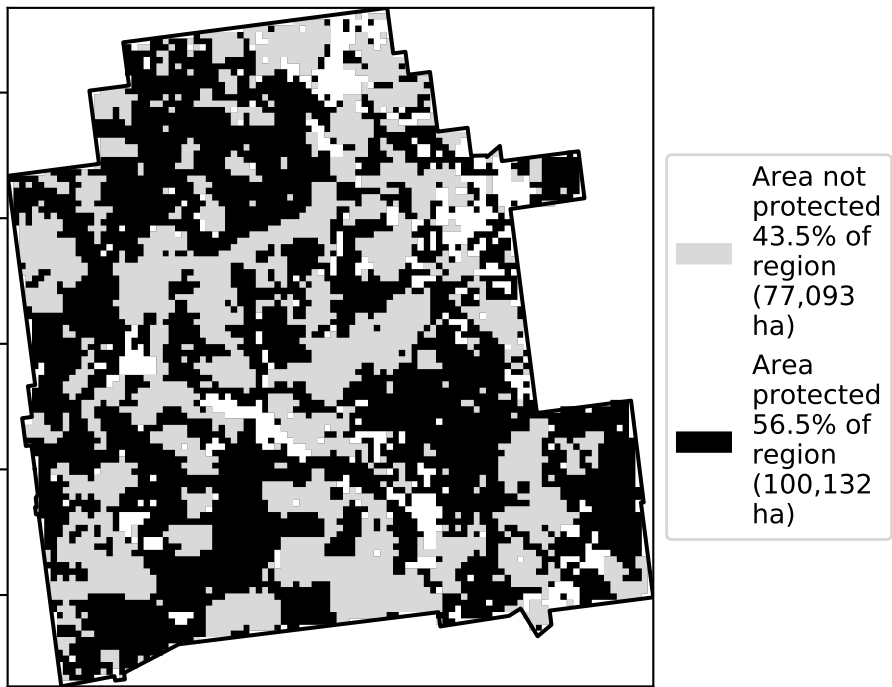 Area not
protected
43.5% of
region
(77,093
ha)
Area
protected
56.5% of
region
(100,132
ha)